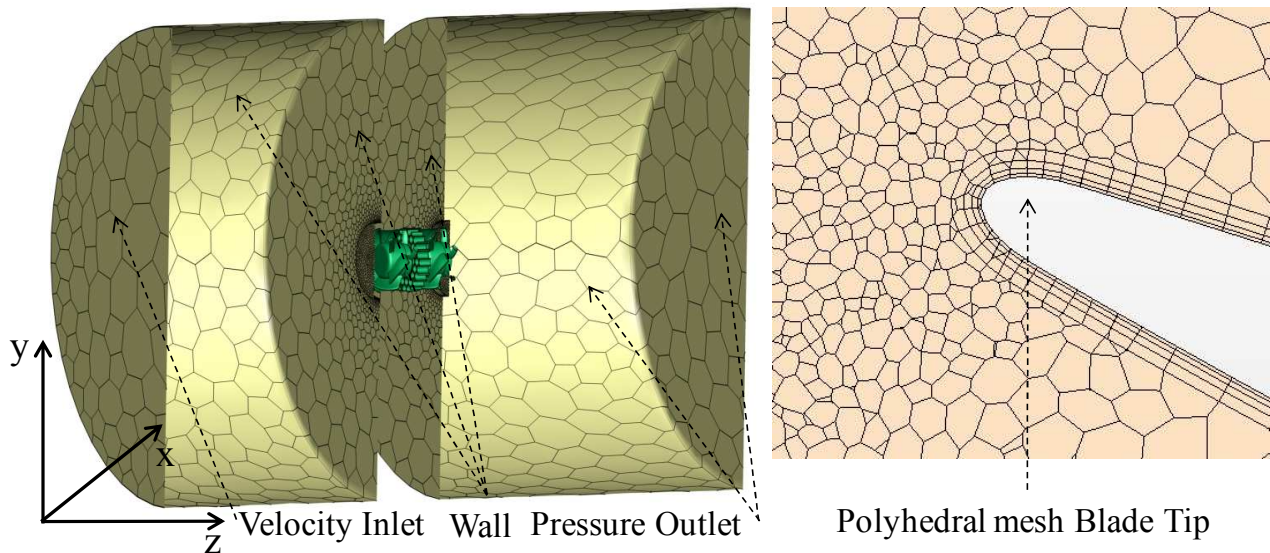 y
x
z
Velocity Inlet
Wall
Pressure Outlet
Polyhedral mesh Blade Tip